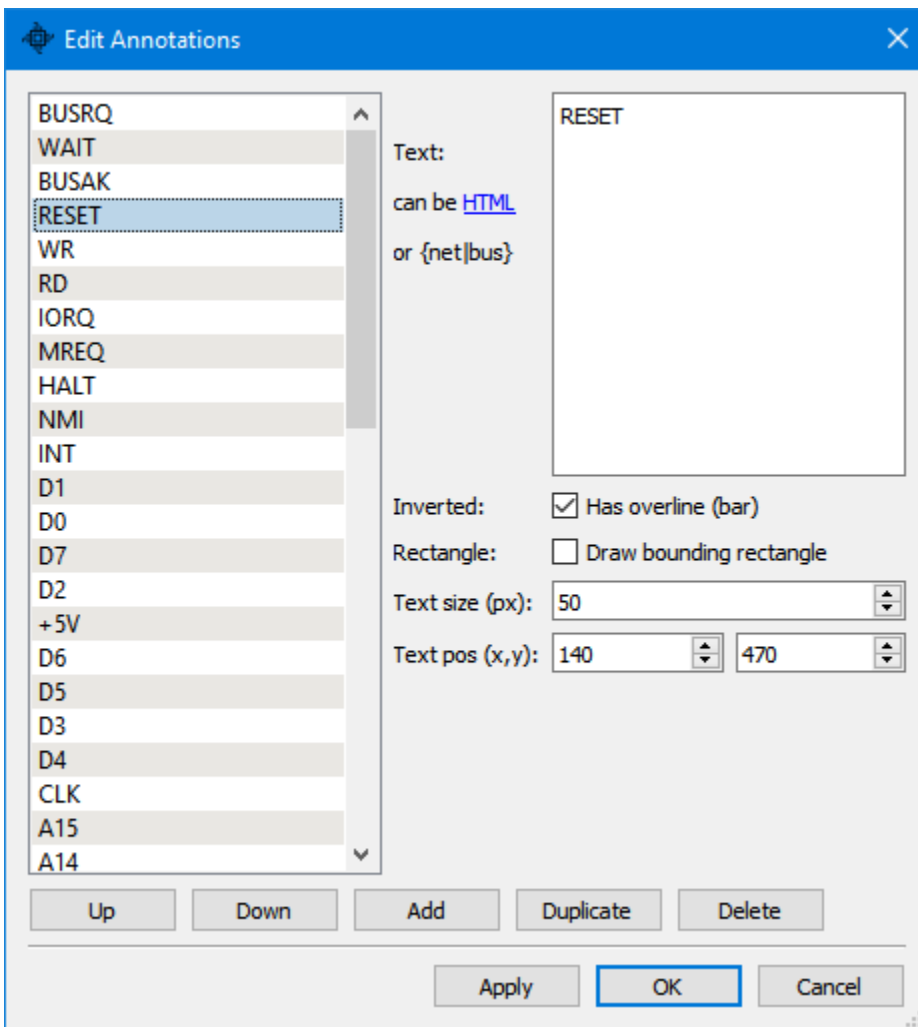 Edit Annotations
BUSRQ
WAIT
BUSAK
RESET
WR
RD
IORQ
MREQ
HALT
NMI
INT
D1
D0
D7
D2
+5V
D6
D5
D3
D4
CLK
A15
A14
Text:
can be HTML
or {net|bus}
RESET
Inverted: Has overline (bar)
Rectangle: Draw bounding rectangle
Text size (px): 50
Text pos (x,y): 140 470
Up Down Add Duplicate Delete
Apply OK Cancel